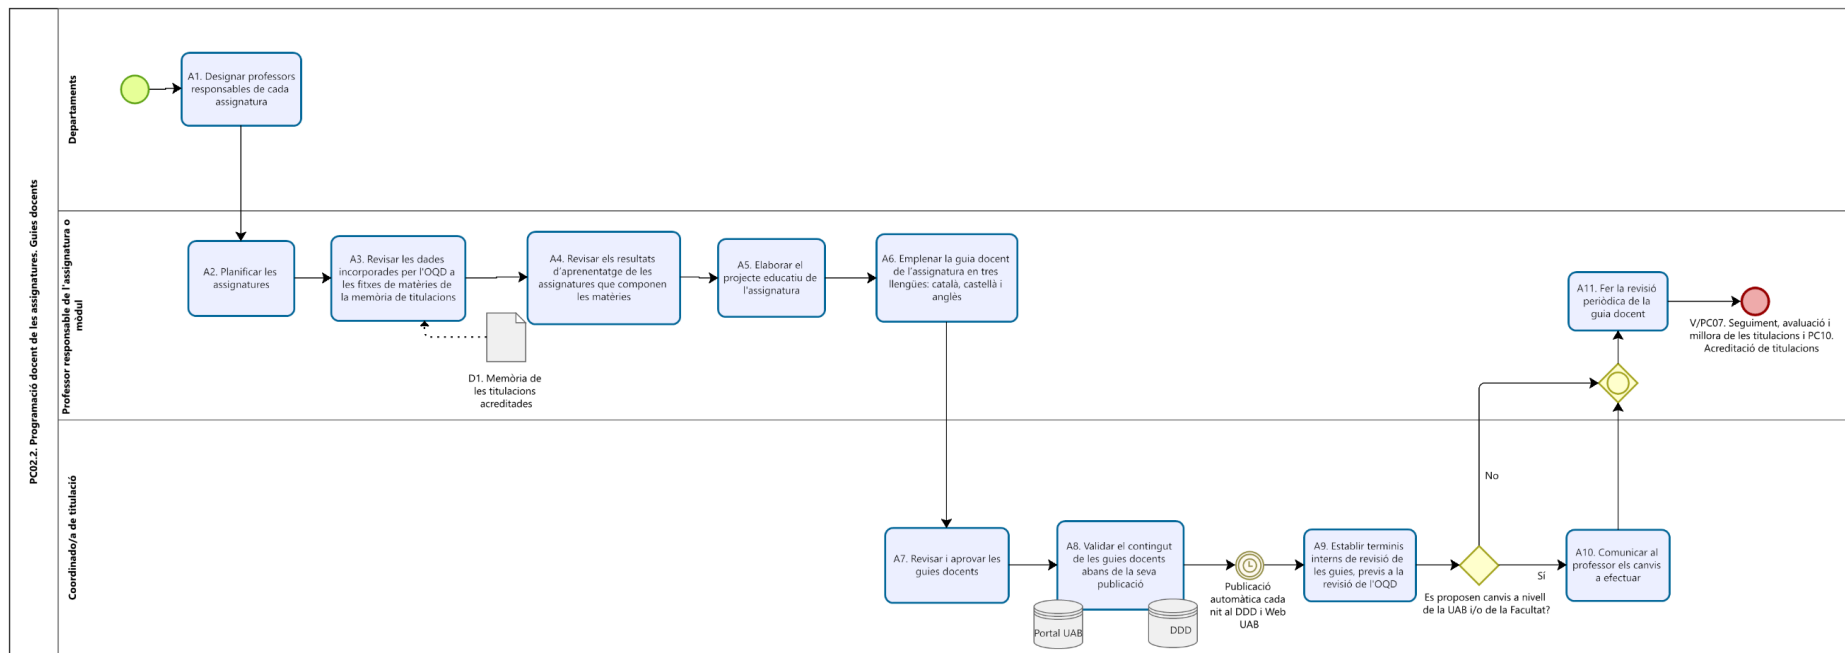 PC02.2. Programació docent de les assignatures. Guies docents
Departaments
A1. Designar professors
responsables de cada
assignatura
Professor responsable de l'assignatura o
mòdul
A2. Planificar les
assignatures
A3. Revisar les dades
incorporades per l'OQD a
les fitxes de matèries de
la memòria de titulacions
D1. Memòria de
les titulacions
acreditades
A4. Revisar els resultats
d'aprenentatge de les
assignatures que componen
les matèries
A5. Elaborar el
projecte educatiu de
l'assignatura
A6. Emplenar la guia docent
de l'assignatura en tres
llengües: català, castellà i
anglès
A11. Fer la revisió
periòdica de la
guia docent
V/PC07. Seguiment, avaluació i
millora de les titulacions i PC10.
Acreditació de titulacions
Coordinado/a de titulació
A7. Revisar i aprovar les
guies docents
A8. Validar el contingut
de les guies docents
abans de la seva
publicació
Portal UAB
DDD
Publicació
automàtica cada
nit al DDD i Web
UAB
A9. Establir terminis
interns de revisió de
les guies, previs a la
revisió de l'OQD
Es proposen canvis a nivell
de la UAB i/o de la Facultat?
No
Sí
A10. Comunicar al
professor els canvis
a efectuar